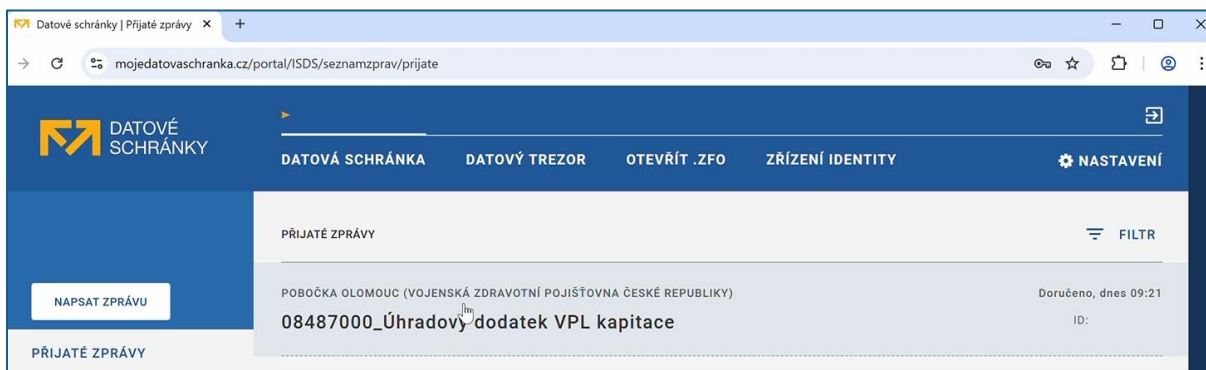 Datové schránky | Přijaté zprávy
mojedatovaschranka.cz/portal/ISDS/seznamzprav/prijate
DATOVÉ
SCHRÁNKY
DATOVÁ SCHRÁNKA DATOVÝ TREZOR OTEVŘÍT .ZFO ZŘÍZENÍ IDENTITY NASTAVENÍ
PŘIJATÉ ZPRÁVY FILTR
NAPSAT ZPRÁVU
POBOČKA OLOMOUC (VOJENSKÁ ZDRAVOTNÍ POJIŠŤOVNA ČESKÉ REPUBLIKY) Doručeno, dnes 09:21
08487000_Úhradový dodatek VPL kapitace ID:
PŘIJATÉ ZPRÁVY